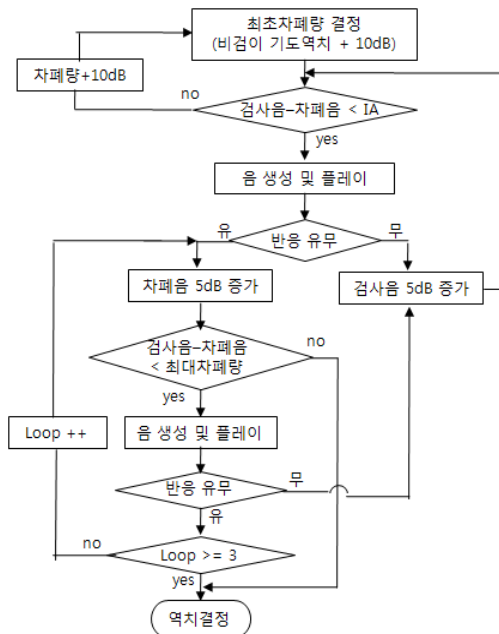 최초차폐량 결정
(비검이 기도역치 + 10dB)
차폐량+10dB
no
검사음–차폐음 < IA
yes
음 생성 및 플레이
유
반응 유무
무
차폐음 5dB 증가
검사음 5dB 증가
검사음–차폐음
< 최대차폐량
no
yes
Loop ++
음 생성 및 플레이
반응 유무
무
유
no
Loop >= 3
yes
역치결정